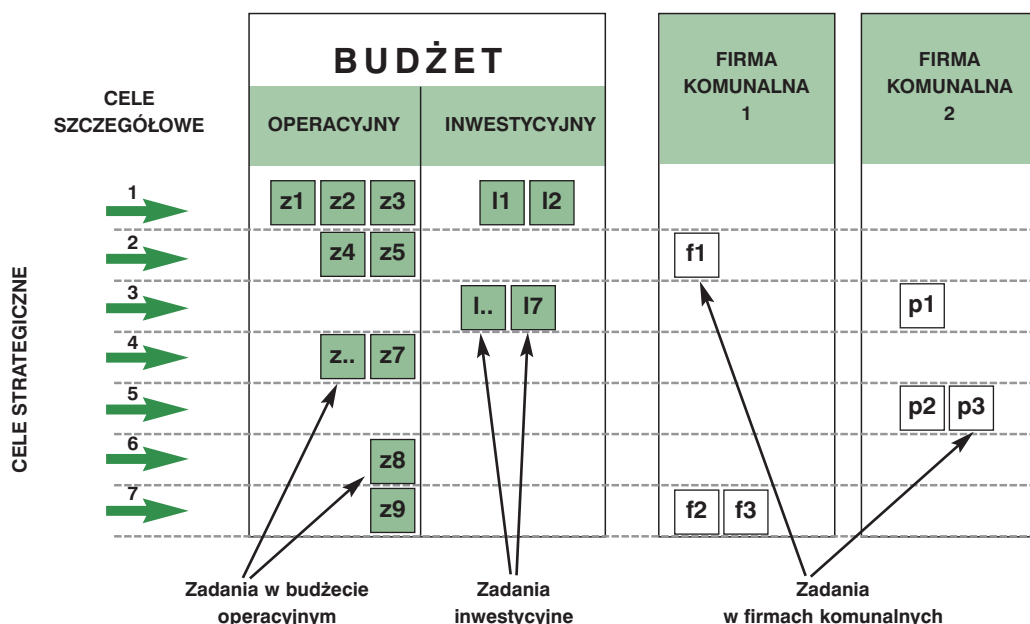 BUDŻET
FIRMA
KOMUNALNA
1
FIRMA
KOMUNALNA
2
CELE
SZCZEGÓŁOWE
OPERACYJNY
INWESTYCYJNY
CELE STRATEGICZNE
1
z1 z2 z3 I1 I2
2
z4 z5 f1
3
I.. I7 p1
4
z.. z7
5
p2 p3
6
z8
7
z9 f2 f3
Zadania w budżecie
operacyjnym
Zadania
inwestycyjne
Zadania
w firmach komunalnych